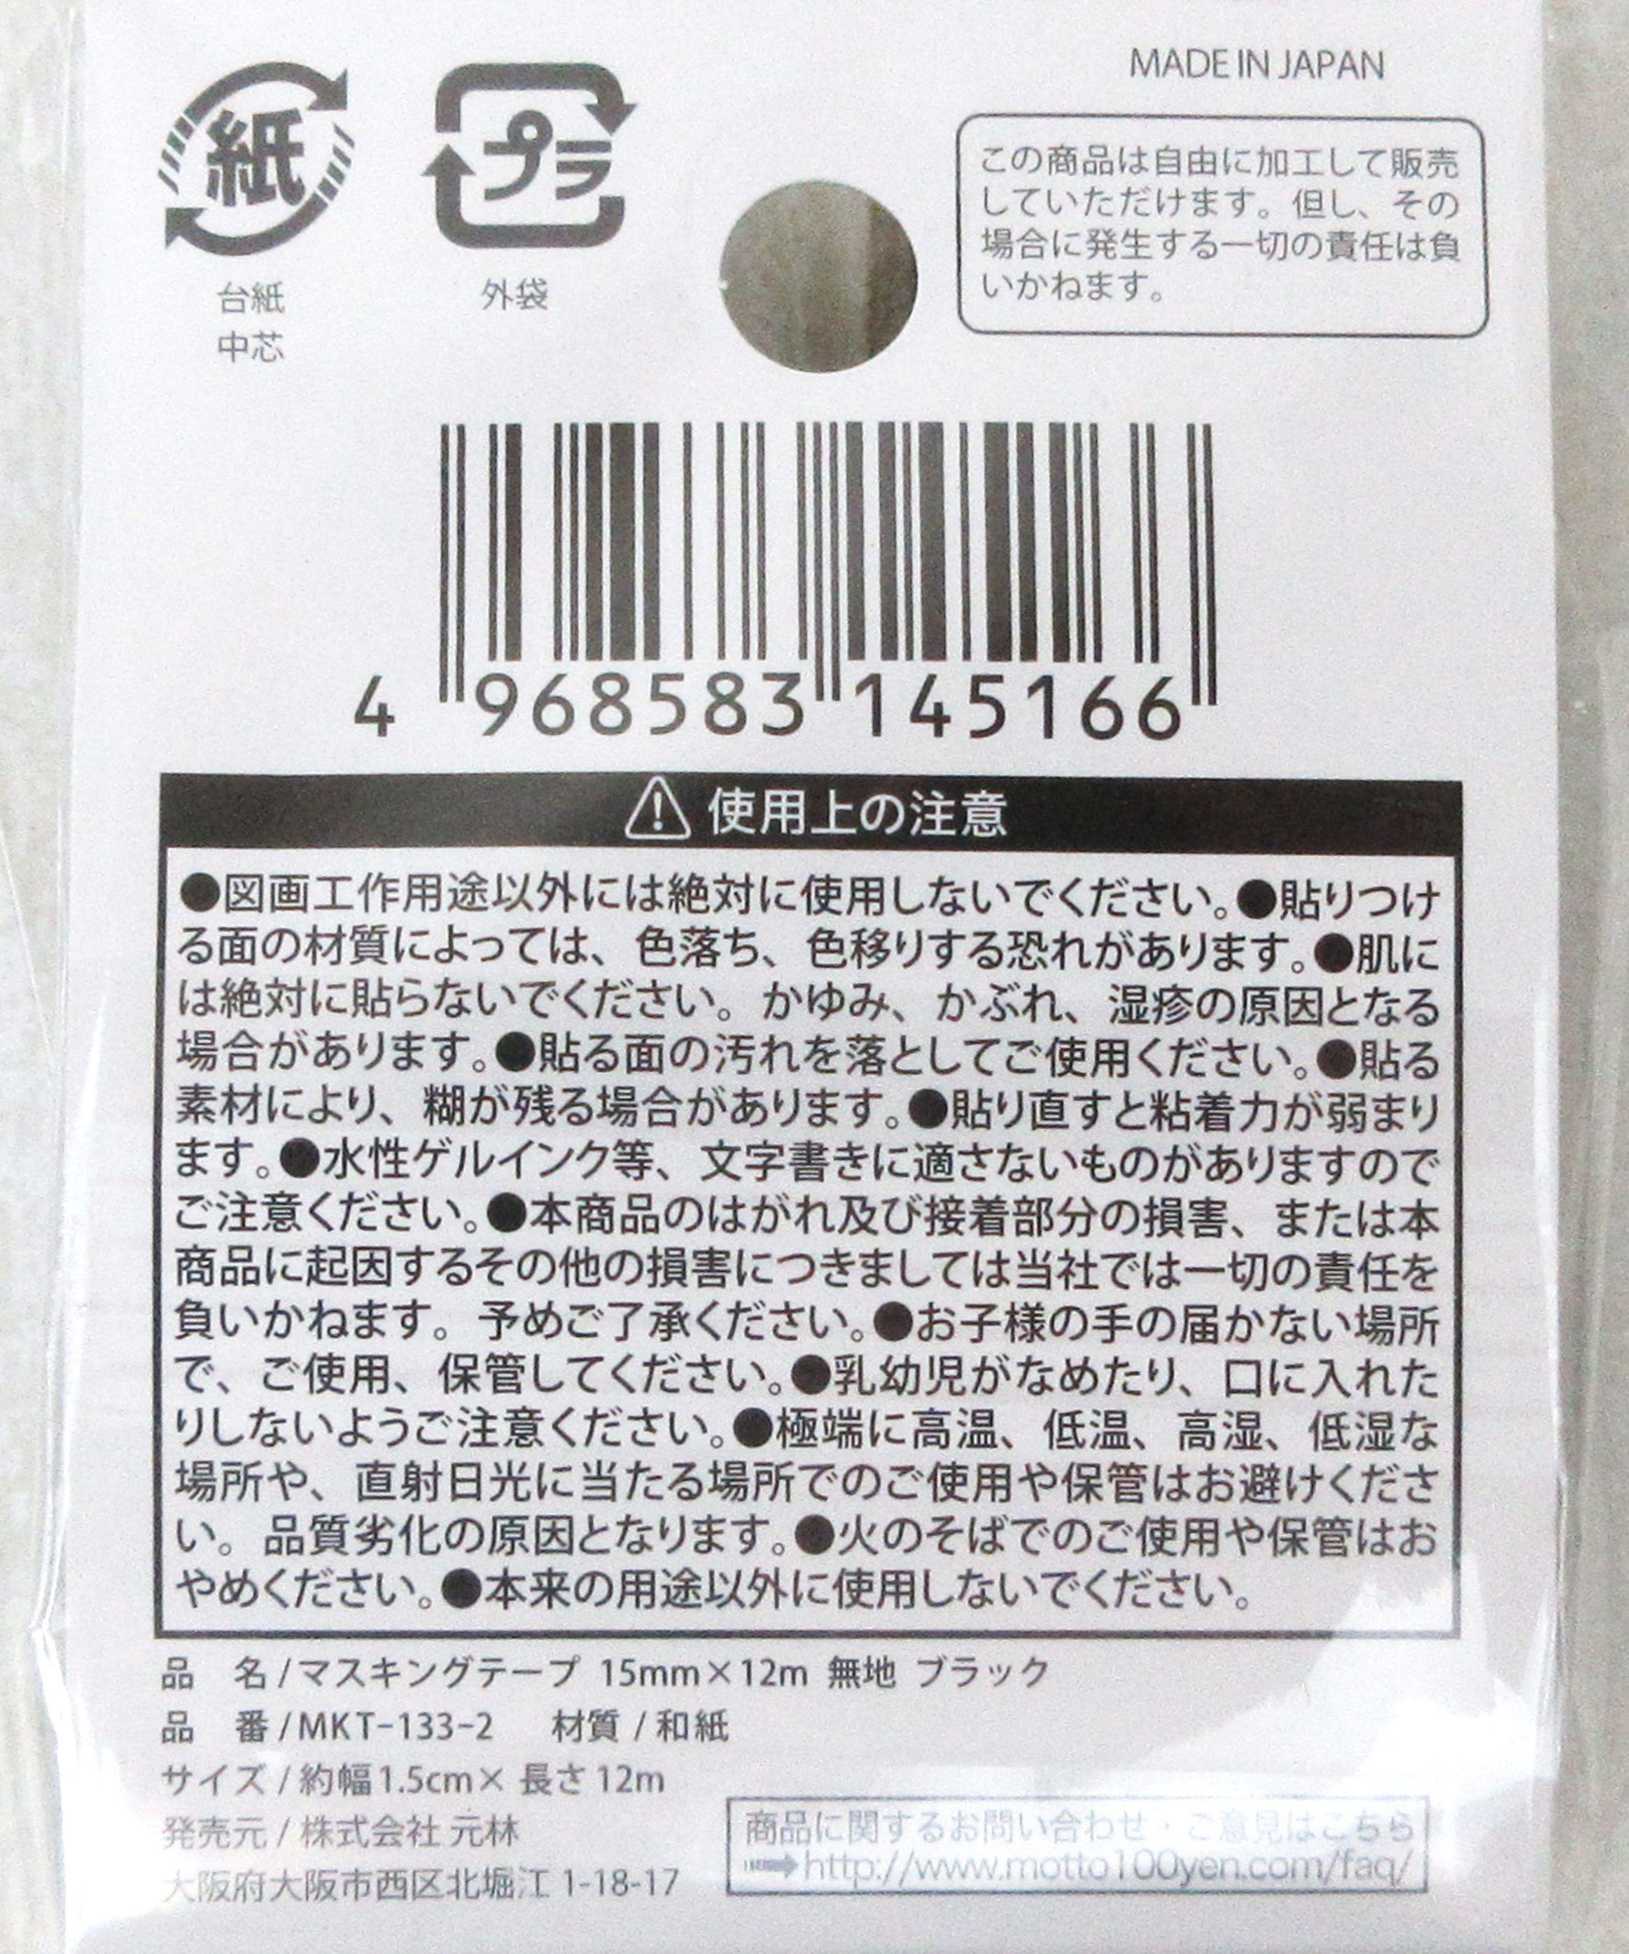 MADE IN JAPAN
紙
プラ
台紙
中芯
外袋
この商品は自由に加工して販売
していただけます。但し、その
場合に発生する一切の責任は負
いかねます。
4 968583 145166
使用上の注意
●図画工作用途以外には絶対に使用しないでください。●貼りつけ
る面の材質によっては、色落ち、色移りする恐れがあります。●肌に
は絶対に貼らないでください。かゆみ、かぶれ、湿疹の原因となる
場合があります。●貼る面の汚れを落としてご使用ください。●貼る
素材により、糊が残る場合があります。●貼り直すと粘着力が弱まり
ます。●水性ゲルインク等、文字書きに適さないものがありますので
ご注意ください。●本商品のはがれ及び接着部分の損害、または本
商品に起因するその他の損害につきましては当社では一切の責任を
負いかねます。予めご了承ください。●お子様の手の届かない場所
で、ご使用、保管してください。●乳幼児がなめたり、口に入れた
りしないようご注意ください。●極端に高温、低温、高湿、低湿な
場所や、直射日光に当たる場所でのご使用や保管はお避けくださ
い。品質劣化の原因となります。●火のそばでのご使用や保管はお
やめください。●本来の用途以外に使用しないでください。
品　名/マスキングテープ 15mm×12m 無地 ブラック
品　番/MKT-133-2　材質/和紙
サイズ/約幅1.5cm×長さ12m
発売元/株式会社 元林
大阪府大阪市西区北堀江1-18-17
商品に関するお問い合わせ・ご意見はこちら
http://www.motto100yen.com/faq/